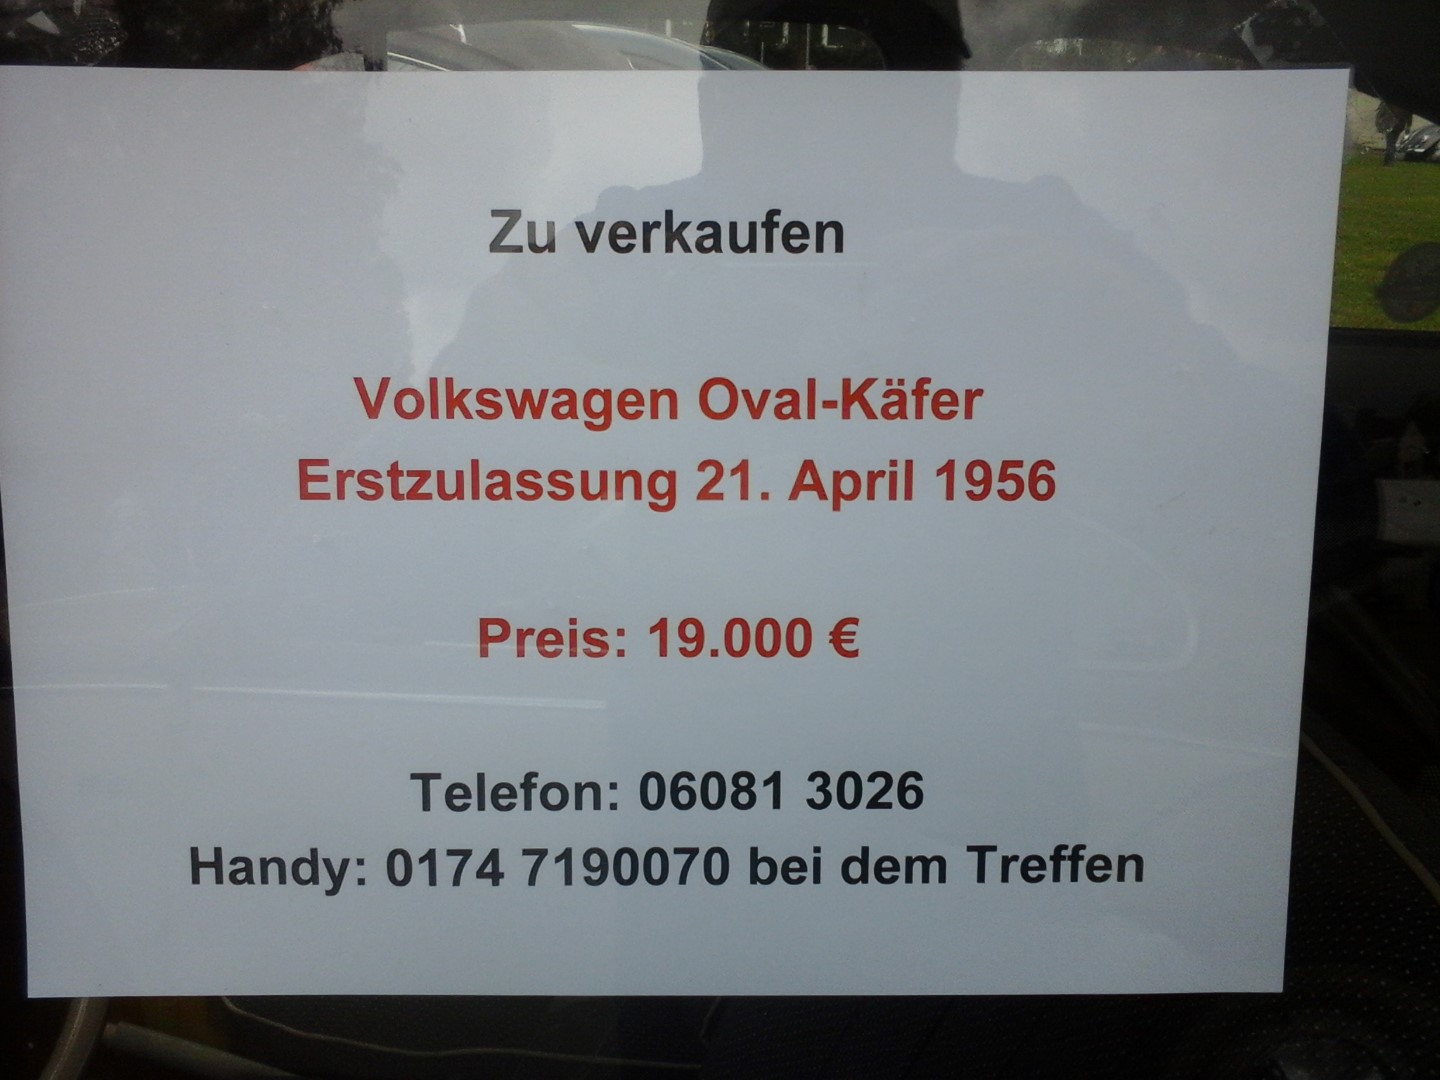 Zu verkaufen
Volkswagen Oval-Käfer
Erstzulassung 21. April 1956
Preis: 19.000 €
Telefon: 06081 3026
Handy: 0174 7190070 bei dem Treffen